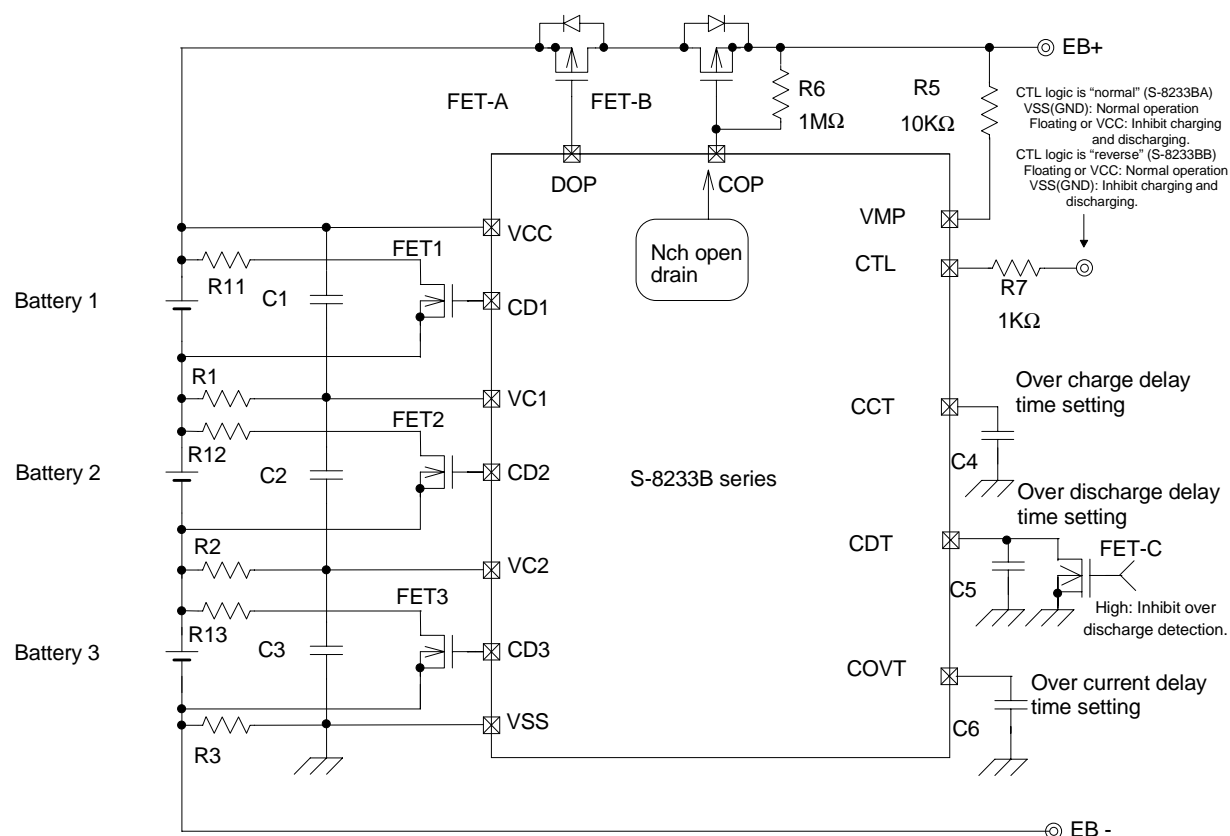 EB+
FET-A
FET-B
R6
1MΩ
R5
10KΩ
CTL logic is “normal” (S-8233BA)
VSS(GND): Normal operation
Floating or VCC: Inhibit charging
and discharging.
CTL logic is “reverse” (S-8233BB)
Floating or VCC: Normal operation
VSS(GND): Inhibit charging and
discharging.
DOP
COP
VMP
VCC
Nch open
drain
FET1
CTL
R11
C1
R7
Battery 1
CD1
1KΩ
R1
VC1
Over charge delay
time setting
CCT
FET2
R12
C4
Battery 2
C2
CD2
S-8233B series
Over discharge delay
time setting
R2
CDT
FET-C
VC2
C5
FET3
High: Inhibit over
discharge detection.
R13
C3
Battery 3
CD3
COVT
Over current delay
time setting
VSS
C6
R3
EB -